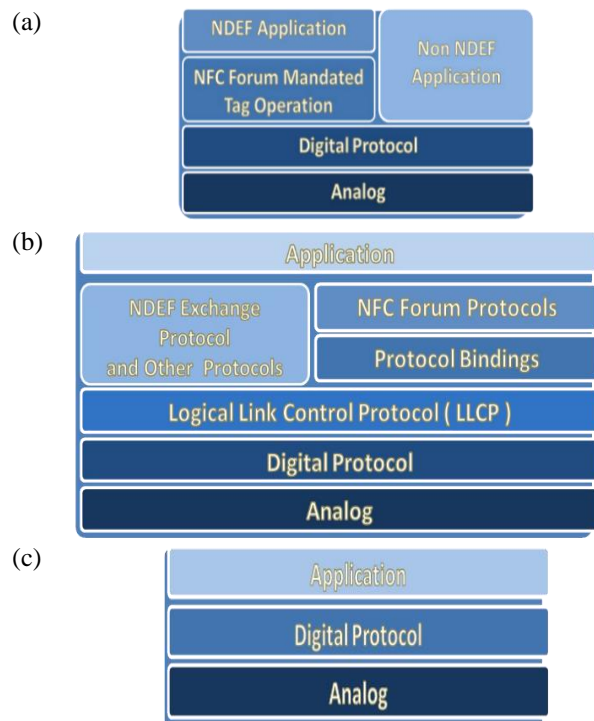 (a)
NDEF Application
Non NDEF
Application
NFC Forum Mandated
Tag Operation
Digital Protocol
Analog
(b)
Application
NDEF Exchange
Protocol
and Other Protocols
NFC Forum Protocols
Protocol Bindings
Logical Link Control Protocol ( LLCP )
Digital Protocol
Analog
(c)
Application
Digital Protocol
Analog